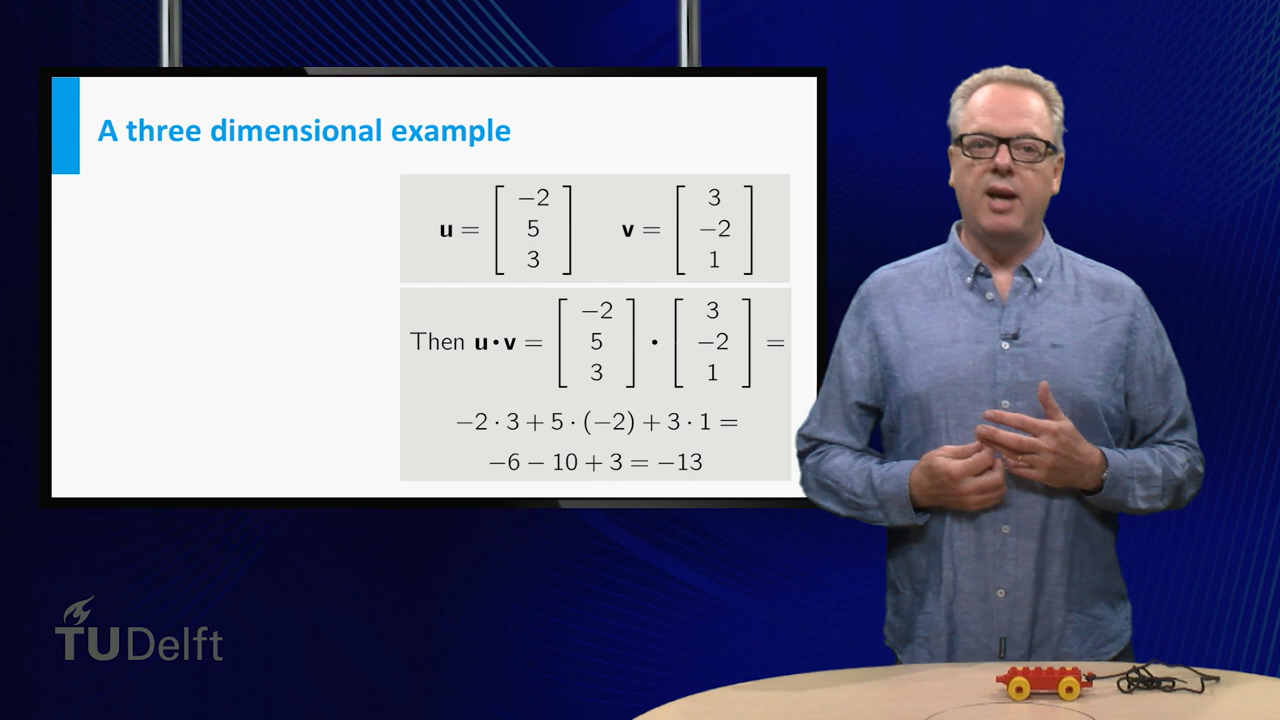 A three dimensional example
u = [ −2 5 3 ] v = [ 3 −2 1 ]
Then u • v = [ −2 5 3 ] • [ 3 −2 1 ] =
−2 · 3 + 5 · (−2) + 3 · 1 =
−6 − 10 + 3 = −13
TU Delft